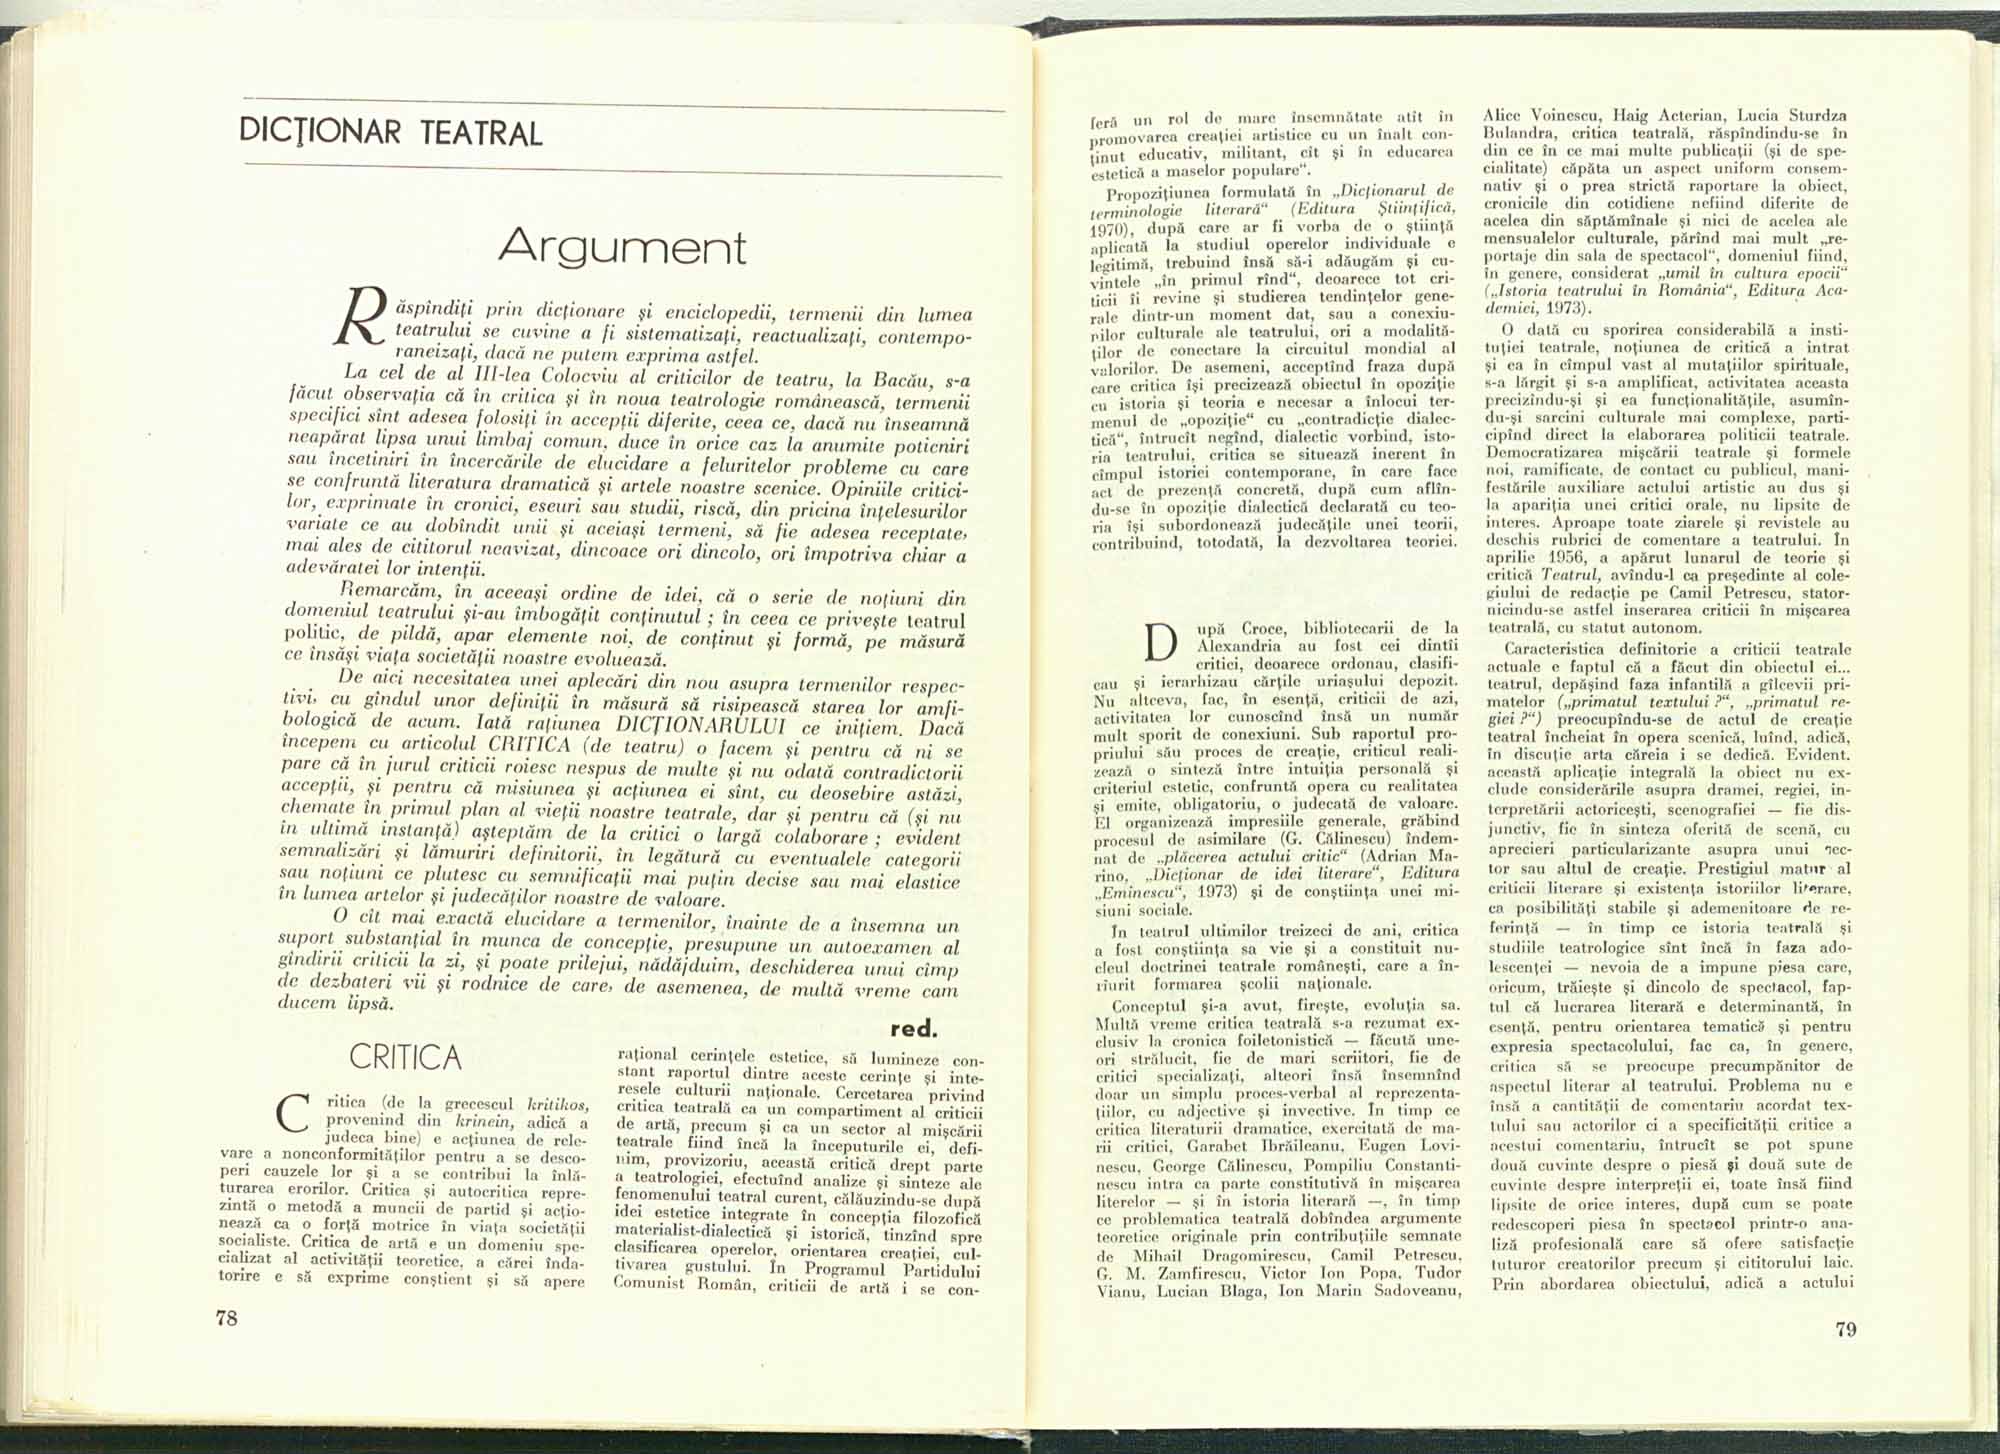 DICȚIONAR TEATRAL
Argument
Răspîndiți prin dicționare și enciclopedii, termenii din lumea
teatrului se cuvine a fi sistematizați, reactualizați, contempo-
raneizați, dacă ne putem exprima astfel.
La cel de al III-lea Colocviu al criticilor de teatru, la Bacău, s-a
făcut observația că în critica și în noua teatrologie românească, termenii
specifici sînt adesea folosiți în accepții diferite, ceea ce, dacă nu înseamnă
neapărat lipsa unui limbaj comun, duce în orice caz la anumite poticniri
sau încetiniri în încercările de elucidare a feluritelor probleme cu care
se confruntă literatura dramatică și artele noastre scenice. Opiniile critici-
lor, exprimate în cronici, eseuri sau studii, riscă, din pricina înțelesurilor
variate ce au dobîndit unii și aceiași termeni, să fie adesea receptate,
mai ales de cititorul neavizat, dincoace ori dincolo, ori împotriva chiar a
adevăratei lor intenții.
Remarcăm, în aceeași ordine de idei, că o serie de noțiuni din
domeniul teatrului și-au îmbogățit conținutul ; în ceea ce privește teatrul
politic, de pildă, apar elemente noi, de conținut și formă, pe măsură
ce însăși viața societății noastre evoluează.
De aici necesitatea unei aplecări din nou asupra termenilor respec-
tivi, cu gîndul unor definiții în măsură să risipească starea lor amfi-
bologică de acum. Iată rațiunea DICȚIONARULUI ce inițiem. Dacă
începem cu articolul CRITICA (de teatru) o facem și pentru că ni se
pare că în jurul criticii roiesc nespus de multe și nu odată contradictorii
accepții, și pentru că misiunea și acțiunea ei sînt, cu deosebire astăzi,
chemate în primul plan al vieții noastre teatrale, dar și pentru că (și nu
în ultimă instanță) așteptăm de la critici o largă colaborare ; evident
semnalizări și lămuriri definitorii, în legătură cu eventualele categorii
sau noțiuni ce plutesc cu semnificații mai puțin decise sau mai elastice
în lumea artelor și judecăților noastre de valoare.
O cît mai exactă elucidare a termenilor, înainte de a însemna un
suport substanțial în munca de concepție, presupune un autoexamen al
gîndirii criticii la zi, și poate prilejui, nădăjduim, deschiderea unui cîmp
de dezbateri vii și rodnice de care, de asemenea, de multă vreme cam
ducem lipsă.
red.
CRITICA
Critica (de la grecescul kritikos,
provenind din krinein, adică a
judeca bine) e acțiunea de rele-
vare a nonconformităților pentru a se desco-
peri cauzele lor și a se contribui la înlă-
turarea erorilor. Critica și autocritica repre-
zintă o metodă a muncii de partid și acțio-
nează ca o forță motrice în viața societății
socialiste. Critica de artă e un domeniu spe-
cializat al activității teoretice, a cărei înda-
torire e să exprime conștient și să apere
rațional cerințele estetice, să lumineze con-
stant raportul dintre aceste cerințe și inte-
resele culturii naționale. Cercetarea privind
critica teatrală ca un compartiment al criticii
de artă, precum și ca un sector al mișcării
teatrale fiind încă la începuturile ei, defi-
nim, provizoriu, această critică drept parte
a teatrologiei, efectuînd analize și sinteze ale
fenomenului teatral curent, călăuzindu-se după
idei estetice integrate în concepția filozofică
materialist-dialectică și istorică, tinzînd spre
clasificarea operelor, orientarea creației, cul-
tivarea gustului. În Programul Partidului
Comunist Român, criticii de artă i se con-
78
feră un rol de mare însemnătate atît în
promovarea creației artistice cu un înalt con-
ținut educativ, militant, cît și în educarea
estetică a maselor populare“.
Propozițiunea formulată în „Dicționarul de
terminologie literară“ (Editura Științifică,
1970), după care ar fi vorba de o știință
aplicată la studiul operelor individuale e
legitimă, trebuind însă să-i adăugăm și cu-
vintele „în primul rînd“, deoarece tot cri-
ticii îi revine și studierea tendințelor gene-
rale dintr-un moment dat, sau a conexiu-
nilor culturale ale teatrului, ori a modalită-
ților de conectare la circuitul mondial al
valorilor. De asemeni, acceptînd fraza după
care critica își precizează obiectul în opoziție
cu istoria și teoria e necesar a înlocui ter-
menul de „opoziție“ cu „contradicție dialec-
tică“, întrucît negînd, dialectic vorbind, isto-
ria teatrului, critica se situează inerent în
cîmpul istoriei contemporane, în care face
act de prezență concretă, după cum aflîn-
du-se în opoziție dialectică declarată cu teo-
ria își subordonează judecățile unei teorii,
contribuind, totodată, la dezvoltarea teoriei.
După Croce, bibliotecarii de la
Alexandria au fost cei dintîi
critici, deoarece ordonau, clasifi-
cau și ierarhizau cărțile uriașului depozit.
Nu altceva, fac, în esență, criticii de azi,
activitatea lor cunoscînd însă un număr
mult sporit de conexiuni. Sub raportul pro-
priului său proces de creație, criticul reali-
zează o sinteză între intuiția personală și
criteriul estetic, confruntă opera cu realitatea
și emite, obligatoriu, o judecată de valoare.
El organizează impresiile generale, grăbind
procesul de asimilare (G. Călinescu) îndem-
nat de „plăcerea actului critic“ (Adrian Ma-
rino, „Dicționar de idei literare“, Editura
„Eminescu“, 1973) și de conștiința unei mi-
siuni sociale.
În teatrul ultimilor treizeci de ani, critica
a fost conștiința sa vie și a constituit nu-
cleul doctrinei teatrale românești, care a în-
rîurit formarea școlii naționale.
Conceptul și-a avut, firește, evoluția sa.
Multă vreme critica teatrală s-a rezumat ex-
clusiv la cronica foiletonistică — făcută une-
ori strălucit, fie de mari scriitori, fie de
critici specializați, alteori însă însemnînd
doar un simplu proces-verbal al reprezenta-
țiilor, cu adjective și invective. În timp ce
critica literaturii dramatice, exercitată de ma-
rii critici, Garabet Ibrăileanu, Eugen Lovi-
nescu, George Călinescu, Pompiliu Constanti-
nescu intra ca parte constitutivă în mișcarea
literelor — și în istoria literară —, în timp
ce problematica teatrală dobîndea argumente
teoretice originale prin contribuțiile semnate
de Mihail Dragomirescu, Camil Petrescu,
G. M. Zamfirescu, Victor Ion Popa, Tudor
Vianu, Lucian Blaga, Ion Marin Sadoveanu,
Alice Voinescu, Haig Acterian, Lucia Sturdza
Bulandra, critica teatrală, răspîndindu-se în
din ce în ce mai multe publicații (și de spe-
cialitate) căpăta un aspect uniform consem-
nativ și o prea strictă raportare la obiect,
cronicile din cotidiene nefiind diferite de
acelea din săptămînale și nici de acelea ale
mensualelor culturale, părînd mai mult „re-
portaje din sala de spectacol“, domeniul fiind,
în genere, considerat „umil în cultura epocii“
(„Istoria teatrului în România“, Editura Aca-
demiei, 1973).
O dată cu sporirea considerabilă a insti-
tuției teatrale, noțiunea de critică a intrat
și ea în cîmpul vast al mutațiilor spirituale,
s-a lărgit și s-a amplificat, activitatea aceasta
precizîndu-și și ea funcționalitățile, asumîn-
du-și sarcini culturale mai complexe, parti-
cipînd direct la elaborarea politicii teatrale.
Democratizarea mișcării teatrale și formele
noi, ramificate, de contact cu publicul, mani-
festările auxiliare actului artistic au dus și
la apariția unei critici orale, nu lipsite de
interes. Aproape toate ziarele și revistele au
deschis rubrici de comentare a teatrului. În
aprilie 1956, a apărut lunarul de teorie și
critică Teatrul, avîndu-l ca președinte al cole-
giului de redacție pe Camil Petrescu, stator-
nicindu-se astfel inserarea criticii în mișcarea
teatrală, cu statut autonom.
Caracteristica definitorie a criticii teatrale
actuale e faptul că a făcut din obiectul ei...
teatrul, depășind faza infantilă a gîlcevii pri-
matelor („primatul textului ?“, „primatul re-
giei ?“) preocupîndu-se de actul de creație
teatral încheiat în opera scenică, luînd, adică,
în discuție arta căreia i se dedică. Evident.
această aplicație integrală la obiect nu ex-
clude considerările asupra dramei, regiei, in-
terpretării actoricești, scenografiei — fie dis-
junctiv, fie în sinteza oferită de scenă, cu
aprecieri particularizante asupra unui sec-
tor sau altul de creație. Prestigiul matur al
criticii literare și existența istoriilor literare,
ca posibilități stabile și ademenitoare de re-
ferință — în timp ce istoria teatrală și
studiile teatrologice sînt încă în faza ado-
lescenței — nevoia de a impune piesa care,
oricum, trăiește și dincolo de spectacol, fap-
tul că lucrarea literară e determinantă, în
esență, pentru orientarea tematică și pentru
expresia spectacolului, fac ca, în genere,
critica să se preocupe precumpănitor de
aspectul literar al teatrului. Problema nu e
însă a cantității de comentariu acordat tex-
tului sau actorilor ci a specificității critice a
acestui comentariu, întrucît se pot spune
două cuvinte despre o piesă și două sute de
cuvinte despre interpreții ei, toate însă fiind
lipsite de orice interes, după cum se poate
redescoperi piesa în spectacol printr-o ana-
liză profesională care să ofere satisfacție
tuturor creatorilor precum și cititorului laic.
Prin abordarea obiectului, adică a actului
79